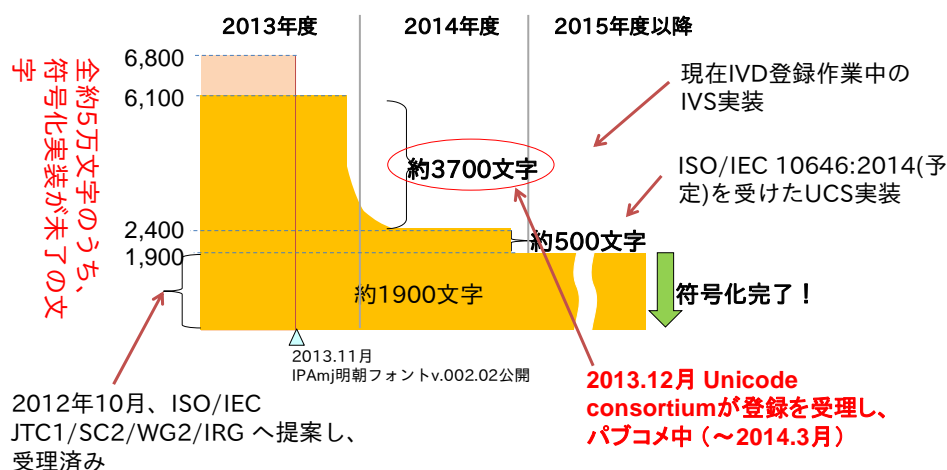 2013年度
2014年度
2015年度以降
全約5万文字のうち、
符号化実装が未了の文
字
6,800
6,100
2,400
1,900
現在IVD登録作業中の
IVS実装
約3700文字
ISO/IEC 10646:2014(予
定)を受けたUCS実装
約500文字
約1900文字
符号化完了！
2013.11月
IPAmj明朝フォントv.002.02公開
2012年10月、ISO/IEC
JTC1/SC2/WG2/IRG へ提案し、
受理済み
2013.12月 Unicode
consortiumが登録を受理し、
パブコメ中（～2014.3月）